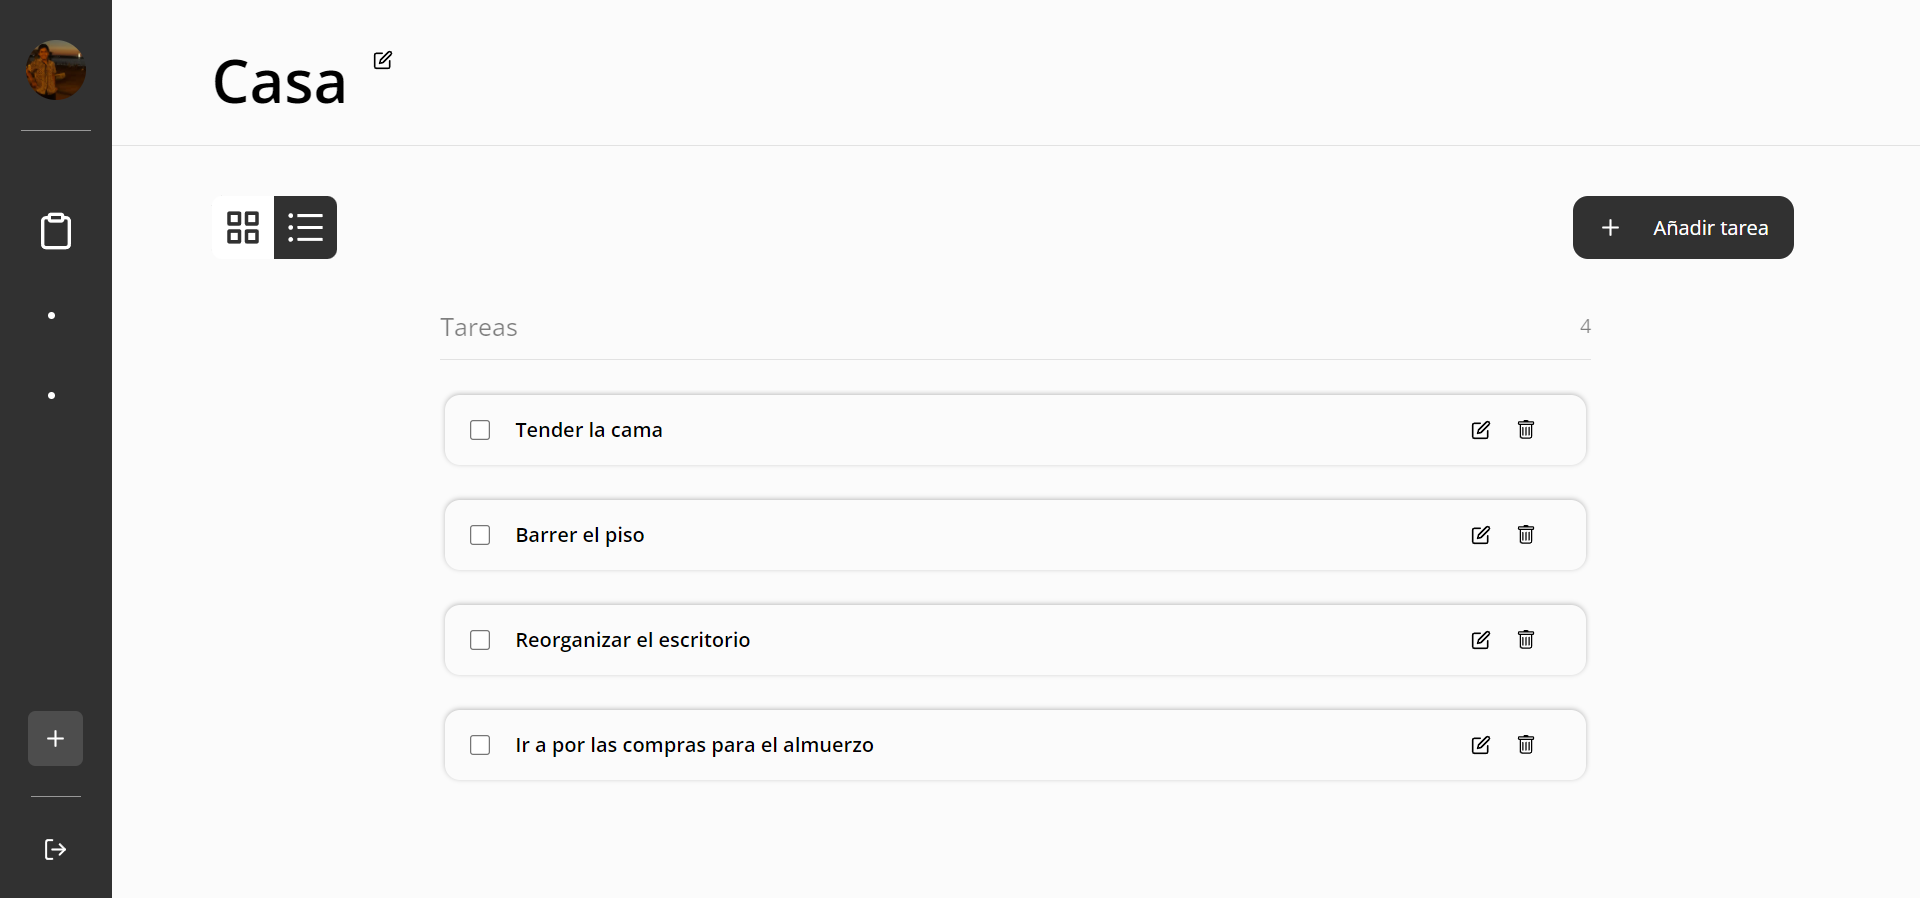 Casa
Añadir tarea
Tareas
4
Tender la cama
Barrer el piso
Reorganizar el escritorio
Ir a por las compras para el almuerzo